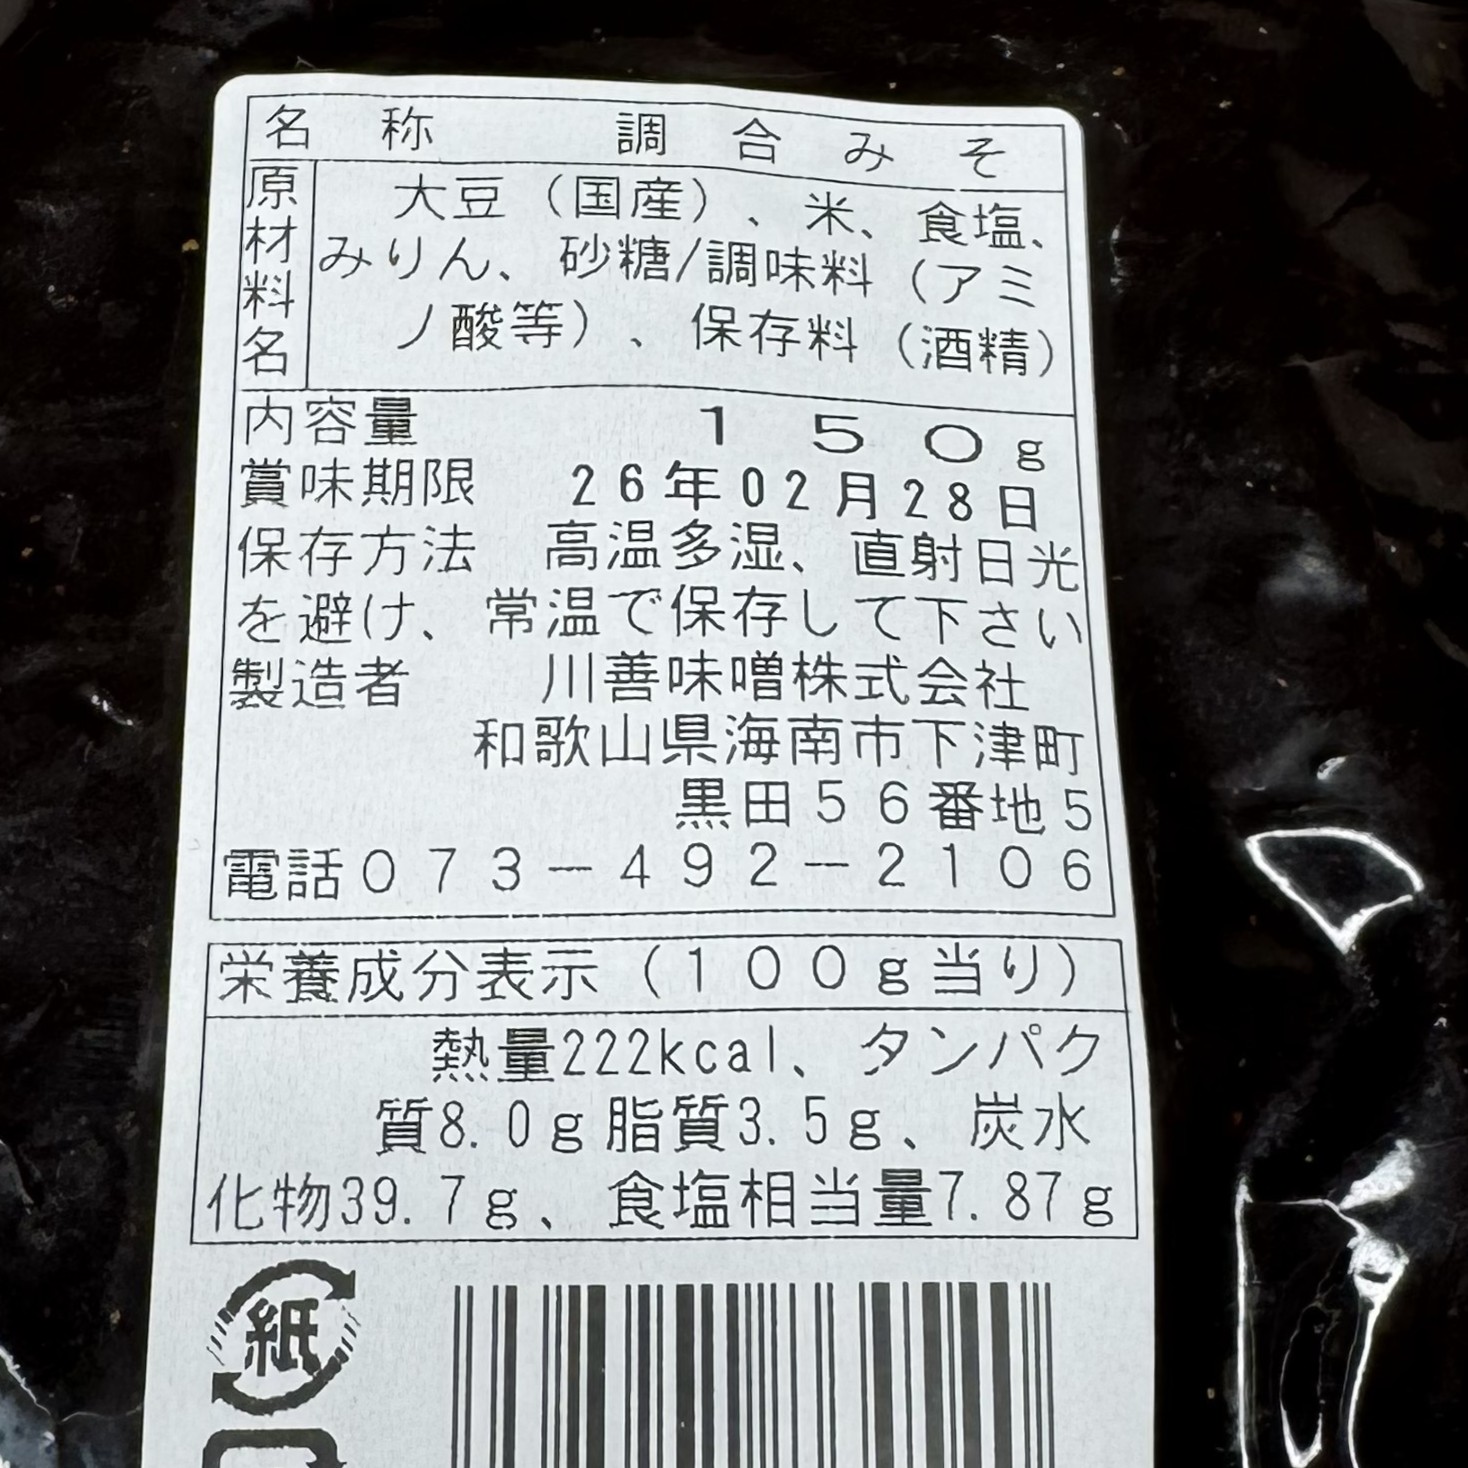 名称 調合みそ
原材料名 大豆（国産）、米、食塩、
みりん、砂糖/調味料（アミ
ノ酸等）、保存料（酒精）
内容量 １５０ｇ
賞味期限 26年02月28日
保存方法 高温多湿、直射日光
を避け、常温で保存して下さい
製造者 川善味噌株式会社
和歌山県海南市下津町
黒田５６番地５
電話０７３－４９２－２１０６
栄養成分表示（１００ｇ当り）
熱量222kcal、タンパク
質8.0ｇ脂質3.5ｇ、炭水
化物39.7ｇ、食塩相当量7.87ｇ
紙